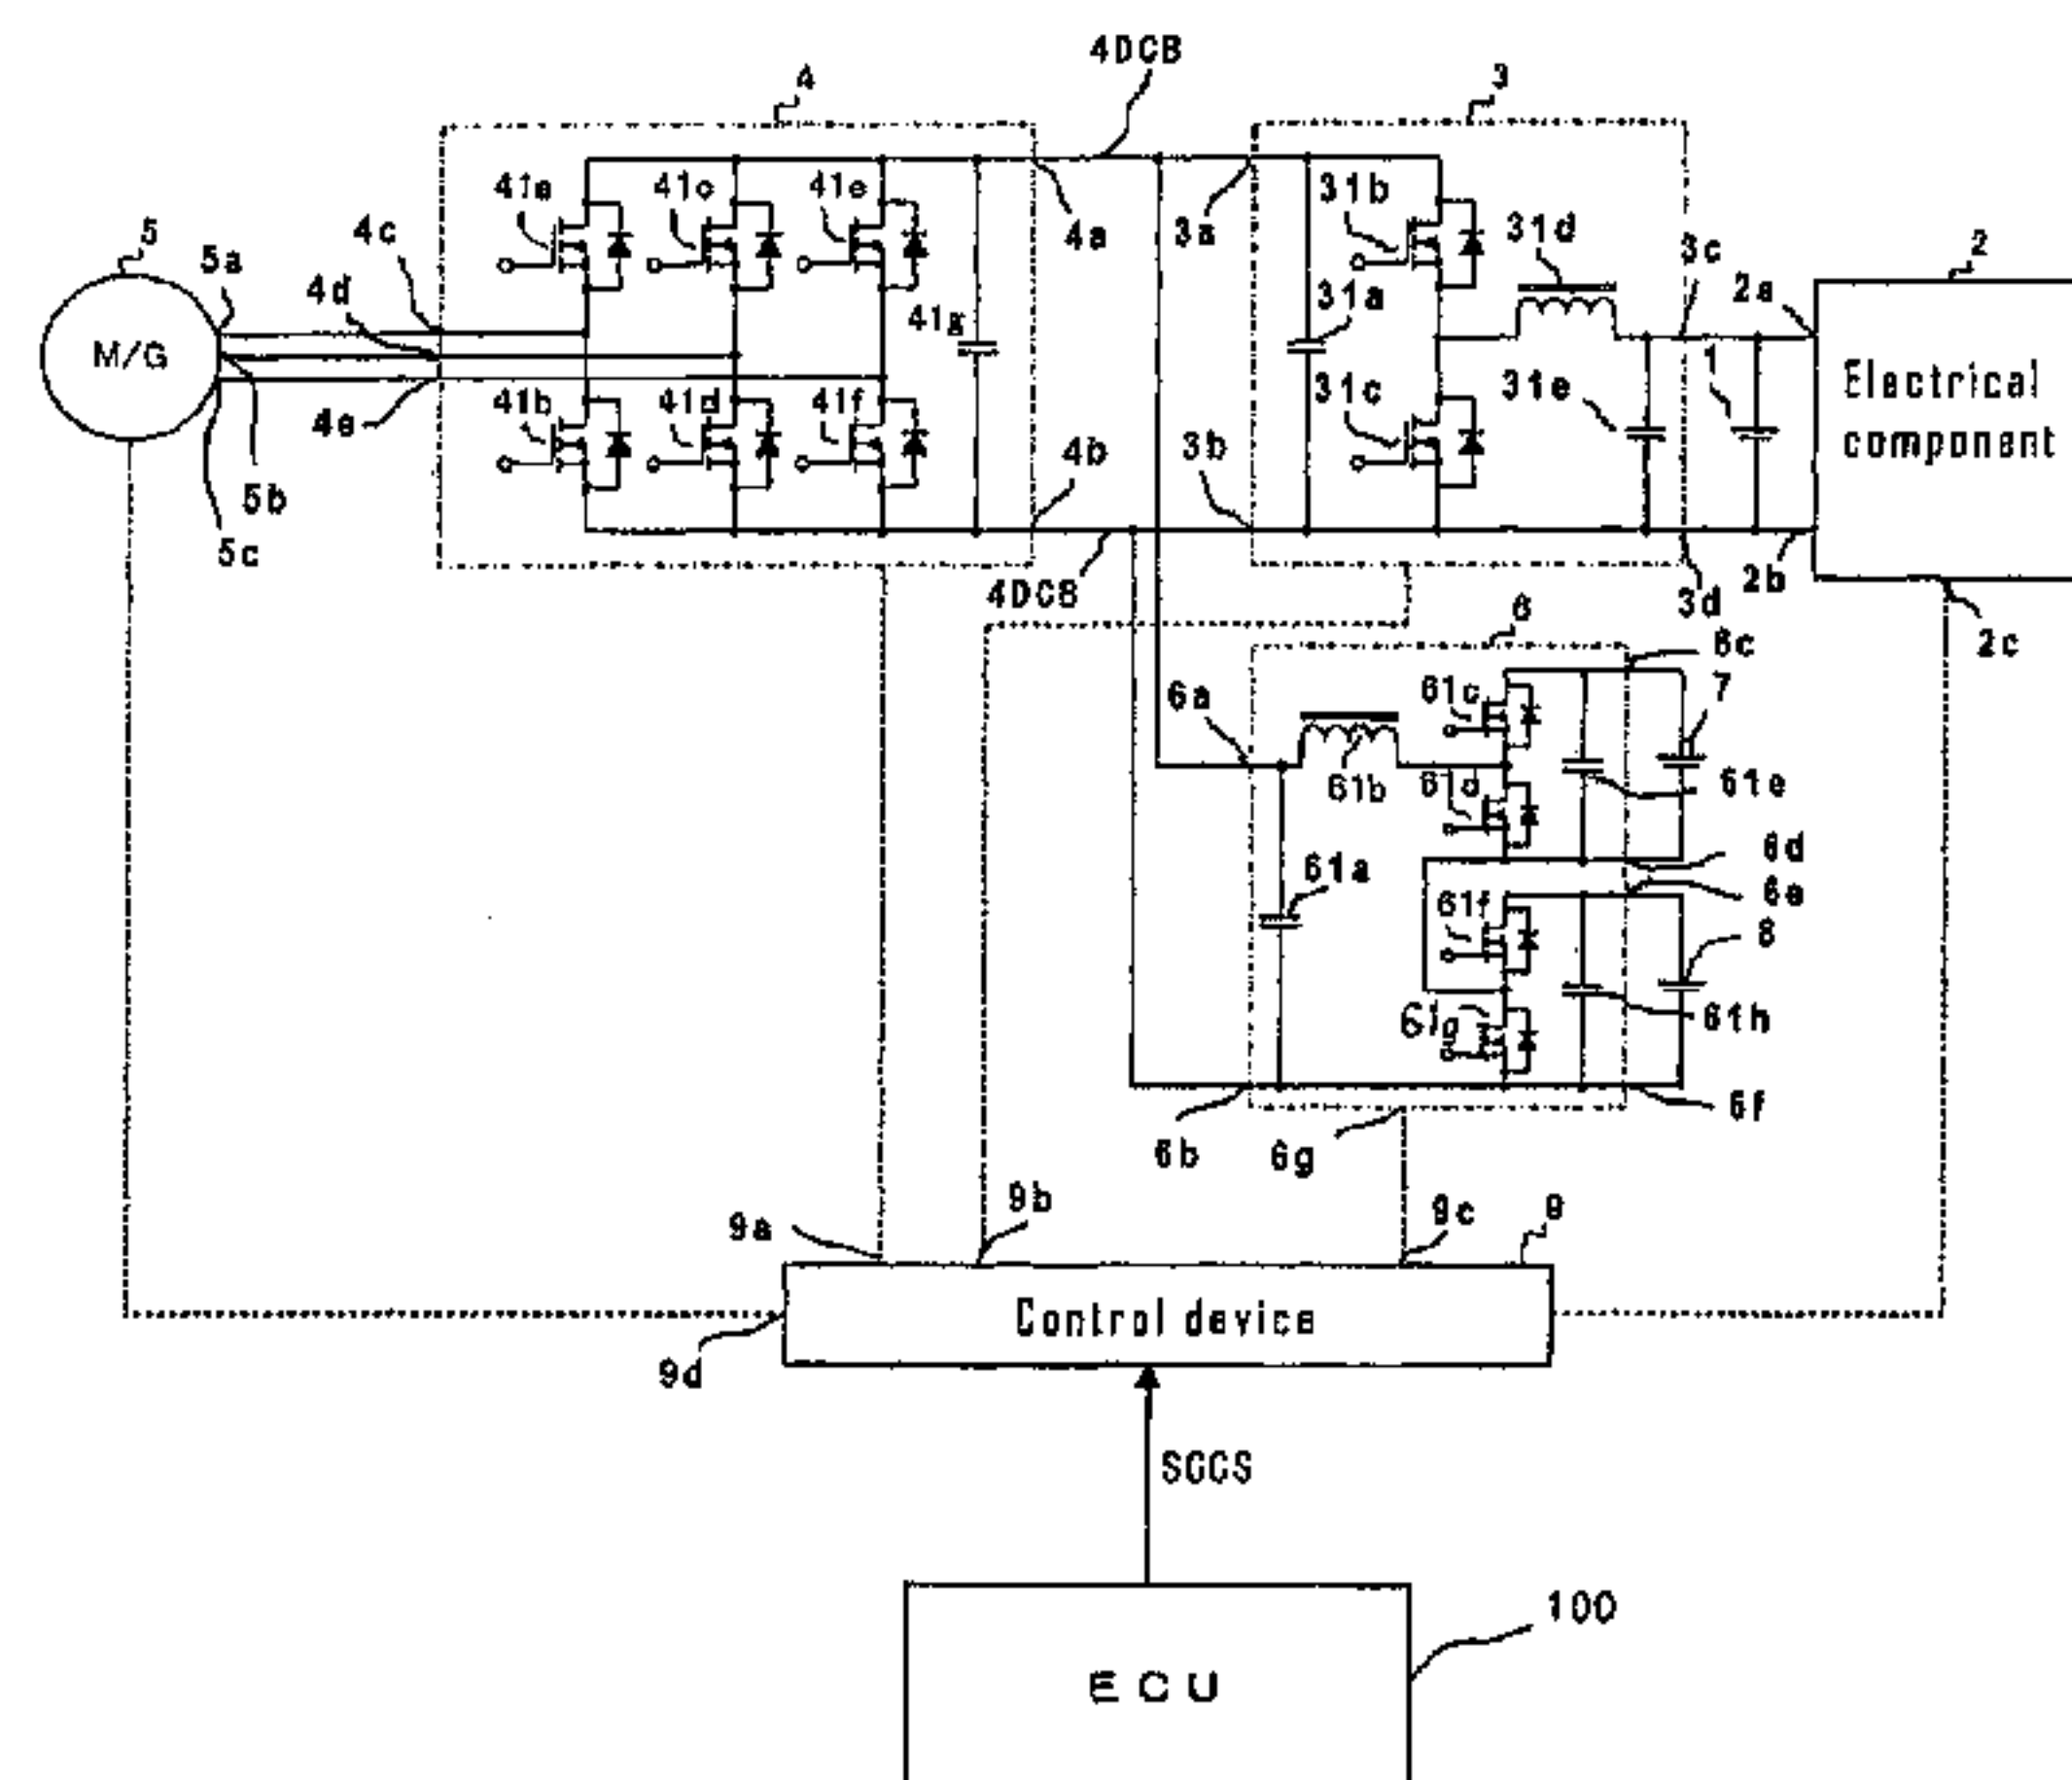 4DCB
4
3
41a
41c
41e
31b
31d
5
5a
4c
4d
4a
3a
3c
2
2a
M/G
41g
31a
1
Electrical
component
31c
31e
4e
41b
41d
41f
4b
3b
5b
5c
4DCB
3d
2b
2c
6
6c
7
6a
61c
61b
61d
61e
6d
61a
6e
61f
8
61g
61h
6f
6b
6g
9a
9b
9c
9
Control device
9d
SCCS
100
ECU